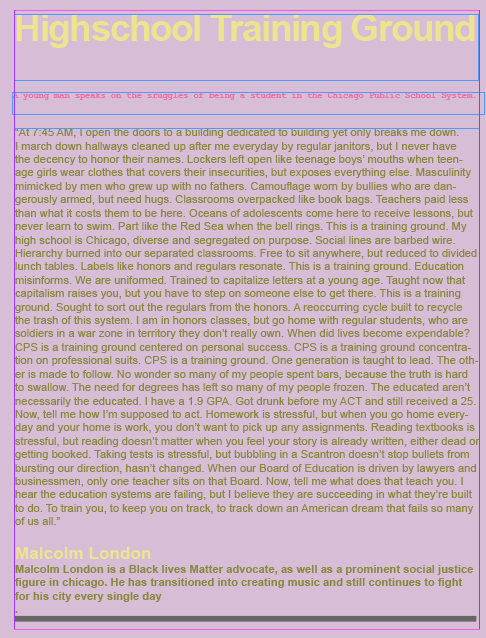 Highschool Training Ground
A young man speaks on the sruggles of being a student in the Chicago Public School System.
"At 7:45 AM, I open the doors to a building dedicated to building yet only breaks me down.
I march down hallways cleaned up after me everyday by regular janitors, but I never have
the decency to honor their names. Lockers left open like teenage boys' mouths when teen-
age girls wear clothes that covers their insecurities, but exposes everything else. Masculinity
mimicked by men who grew up with no fathers. Camouflage worn by bullies who are dan-
gerously armed, but need hugs. Classrooms overpacked like book bags. Teachers paid less
than what it costs them to be here. Oceans of adolescents come here to receive lessons, but
never learn to swim. Part like the Red Sea when the bell rings. This is a training ground. My
high school is Chicago, diverse and segregated on purpose. Social lines are barbed wire.
Hierarchy burned into our separated classrooms. Free to sit anywhere, but reduced to divided
lunch tables. Labels like honors and regulars resonate. This is a training ground. Education
misinforms. We are uniformed. Trained to capitalize letters at a young age. Taught now that
capitalism raises you, but you have to step on someone else to get there. This is a training
ground. Sought to sort out the regulars from the honors. A reoccurring cycle built to recycle
the trash of this system. I am in honors classes, but go home with regular students, who are
soldiers in a war zone in territory they don't really own. When did lives become expendable?
CPS is a training ground centered on personal success. CPS is a training ground concentra-
tion on professional suits. CPS is a training ground. One generation is taught to lead. The oth-
er is made to follow. No wonder so many of my people spent bars, because the truth is hard
to swallow. The need for degrees has left so many of my people frozen. The educated aren't
necessarily the educated. I have a 1.9 GPA. Got drunk before my ACT and still received a 25.
Now, tell me how I'm supposed to act. Homework is stressful, but when you go home every-
day and your home is work, you don't want to pick up any assignments. Reading textbooks is
stressful, but reading doesn't matter when you feel your story is already written, either dead or
getting booked. Taking tests is stressful, but bubbling in a Scantron doesn't stop bullets from
bursting our direction, hasn't changed. When our Board of Education is driven by lawyers and
businessmen, only one teacher sits on that Board. Now, tell me what does that teach you. I
hear the education systems are failing, but I believe they are succeeding in what they're built
to do. To train you, to keep you on track, to track down an American dream that fails so many
of us all."
Malcolm London
Malcolm London is a Black lives Matter advocate, as well as a prominent social justice
figure in chicago. He has transitioned into creating music and still continues to fight
for his city every single day
.